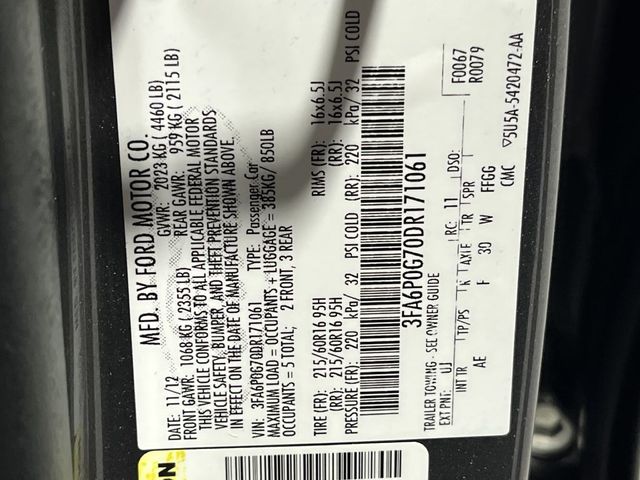 MFD. BY FORD MOTOR CO.
DATE: 11/12 GVWR: 2023 KG ( 4460 LB)
FRONT GAWR: 1068 KG ( 2355 LB) REAR GAWR: 959 KG ( 2115 LB)
THIS VEHICLE CONFORMS TO ALL APPLICABLE FEDERAL MOTOR
VEHICLE SAFETY, BUMPER, AND THEFT PREVENTION STANDARDS
IN EFFECT ON THE DATE OF MANUFACTURE SHOWN ABOVE.
VIN: 3FA6P0G70DR171061 TYPE: Passenger Car
MAXIMUM LOAD = OCCUPANTS + LUGGAGE = 385KG/ 850LB
OCCUPANTS = 5 TOTAL; 2 FRONT, 3 REAR
TIRE (FR): 215/60R16 95H RIMS (FR): 16x6.5J
(RR): 215/60R16 95H (RR): 16x6.5J
PRESSURE (FR): 220 kPa/ 32 PSI COLD (RR): 220 kPa/ 32 PSI COLD
3FA6P0G70DR171061
F0067
R0079
TRAILER TOWING - SEE OWNER GUIDE
EXT PNT: UJ RC: 11 DSO:
INT TR TP/PS R AXLE TR SPR
AE F 30 W FFGG
CMC ▽5U5A-5420472-AA
ON